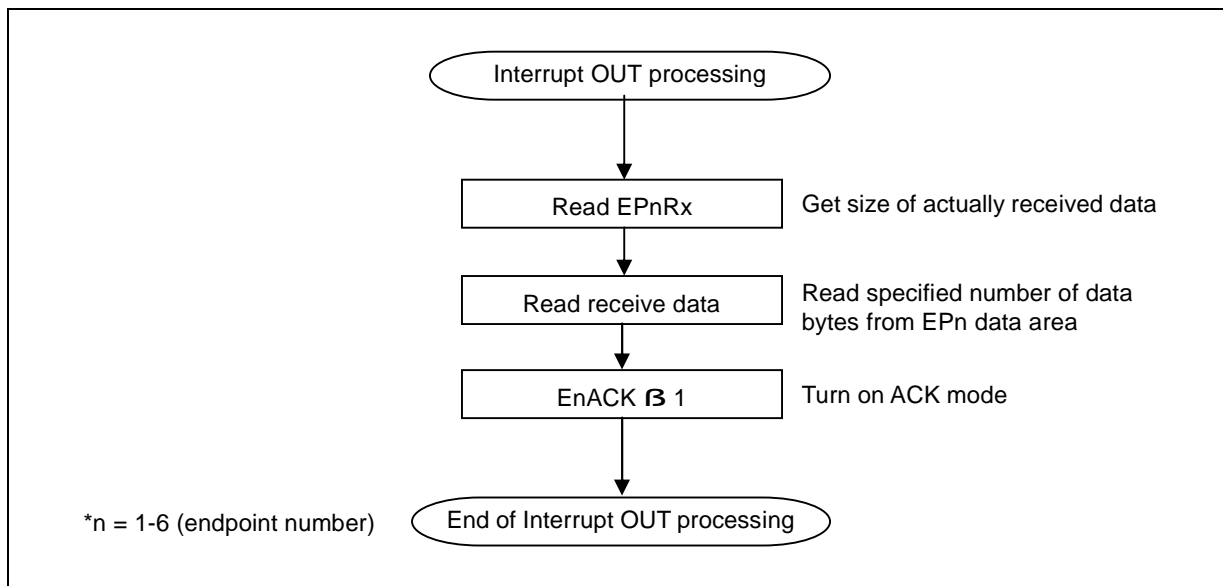 Interrupt OUT processing
Read EPnRx
Get size of actually received data
Read receive data
Read specified number of data
bytes from EPn data area
EnACK ß 1
Turn on ACK mode
*n = 1-6 (endpoint number)
End of Interrupt OUT processing